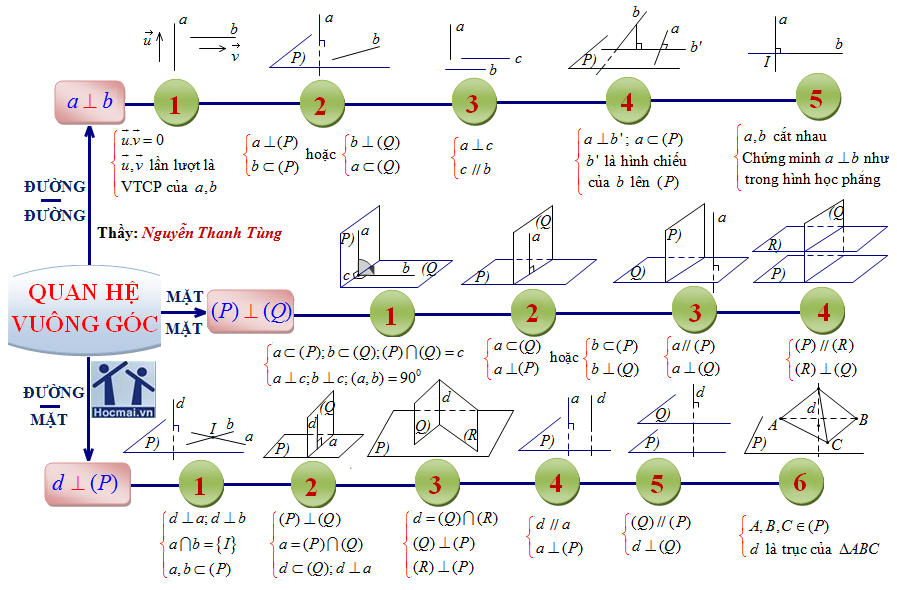 a
b
u⃗
v⃗
a
b
P)
a
c
b
b
a
b'
P)
a
b
I
a ⊥ b
1
2
3
4
5
u⃗.v⃗ = 0
u⃗, v⃗ lần lượt là
VTCP của a, b
a ⊥ (P)
b ⊂ (P)
hoặc
b ⊥ (Q)
a ⊂ (Q)
a ⊥ c
c // b
a ⊥ b'; a ⊂ (P)
b' là hình chiếu
của b lên (P)
a, b cắt nhau
Chứng minh a ⊥ b như
trong hình học phẳng
ĐƯỜNG
ĐƯỜNG
Thầy: Nguyễn Thanh Tùng
QUAN HỆ
VUÔNG GÓC
MẶT
MẶT
(P) ⊥ (Q)
P)
a
c
b
(Q
(Q
a
P)
P)
a
Q)
(Q
R)
P)
1
2
3
4
a ⊂ (P); b ⊂ (Q); (P) ⋂ (Q) = c
a ⊥ c; b ⊥ c; (a, b) = 90⁰
a ⊂ (Q)
a ⊥ (P)
hoặc
b ⊂ (P)
b ⊥ (Q)
a // (P)
a ⊥ (Q)
(P) // (R)
(R) ⊥ (Q)
ĐƯỜNG
MẶT
Hocmai.vn
d
I
b
a
P)
(Q
d
a
P)
d
Q)
(R
P)
a
d
P)
d
Q)
P)
d
A
B
C
P)
d ⊥ (P)
1
2
3
4
5
6
d ⊥ a; d ⊥ b
a ⋂ b = {I}
a, b ⊂ (P)
(P) ⊥ (Q)
a = (P) ⋂ (Q)
d ⊂ (Q); d ⊥ a
d = (Q) ⋂ (R)
(Q) ⊥ (P)
(R) ⊥ (P)
d // a
a ⊥ (P)
(Q) // (P)
d ⊥ (Q)
A, B, C ∈ (P)
d là trục của ΔABC